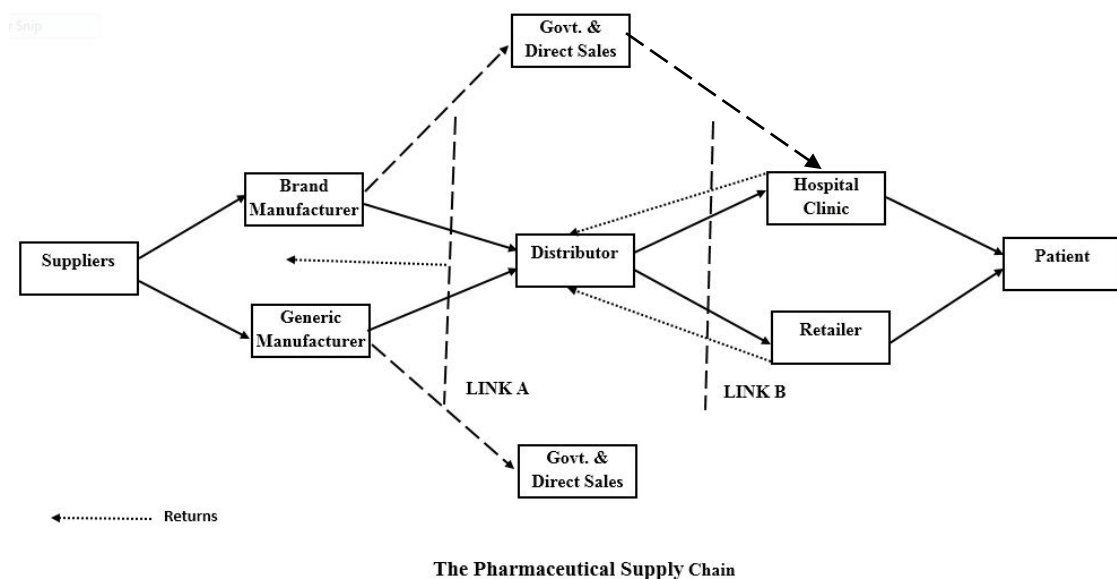 r Snip
Govt. &
Direct Sales
Brand
Manufacturer
Hospital
Clinic
Suppliers
Distributor
Patient
Generic
Manufacturer
Retailer
LINK A
LINK B
Govt. &
Direct Sales
Returns
The Pharmaceutical Supply Chain